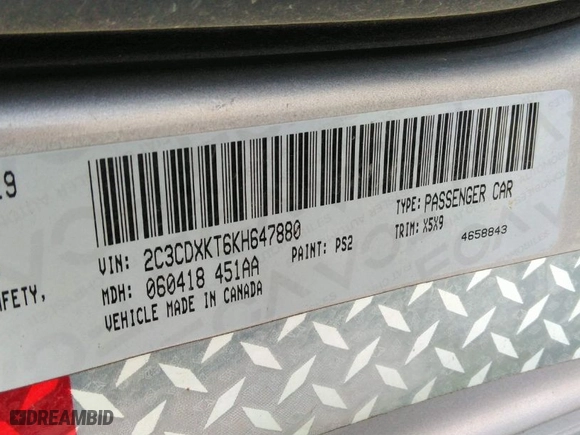 19
AFETY,
VIN: 2C3CDXKT6KH647880
TYPE: PASSENGER CAR
MDH: 060418 451AA
PAINT: PS2
TRIM: X5X9
VEHICLE MADE IN CANADA
4658843
DREAMBID